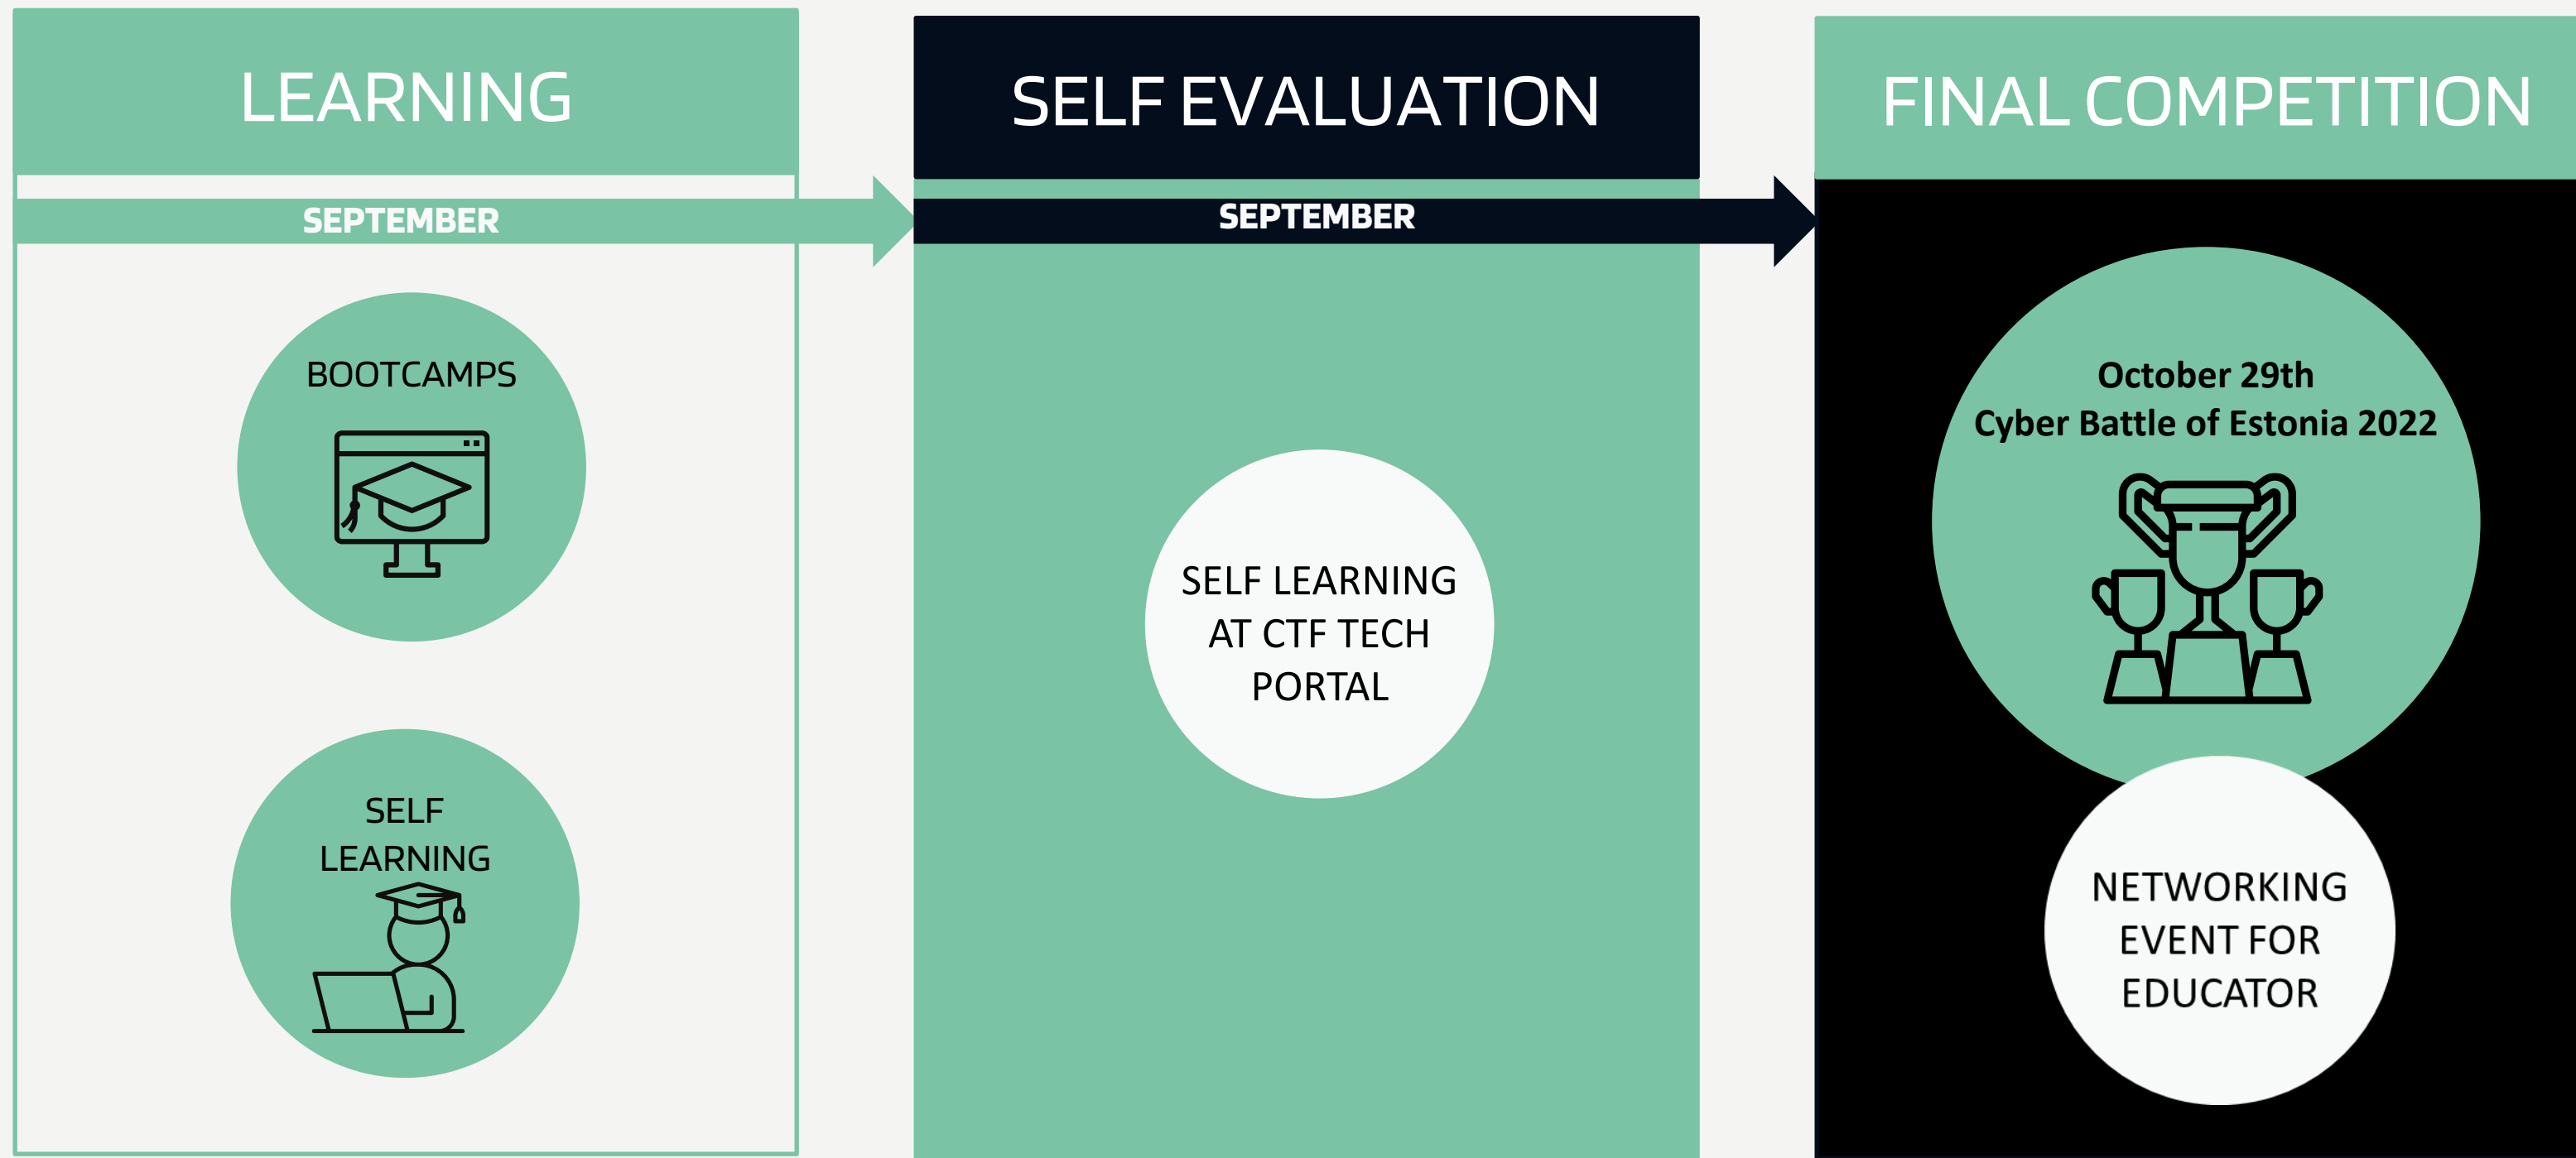 LEARNING
SEPTEMBER
BOOTCAMPS
SELF
LEARNING
SELF EVALUATION
SEPTEMBER
SELF LEARNING
AT CTF TECH
PORTAL
FINAL COMPETITION
October 29th
Cyber Battle of Estonia 2022
NETWORKING
EVENT FOR
EDUCATOR